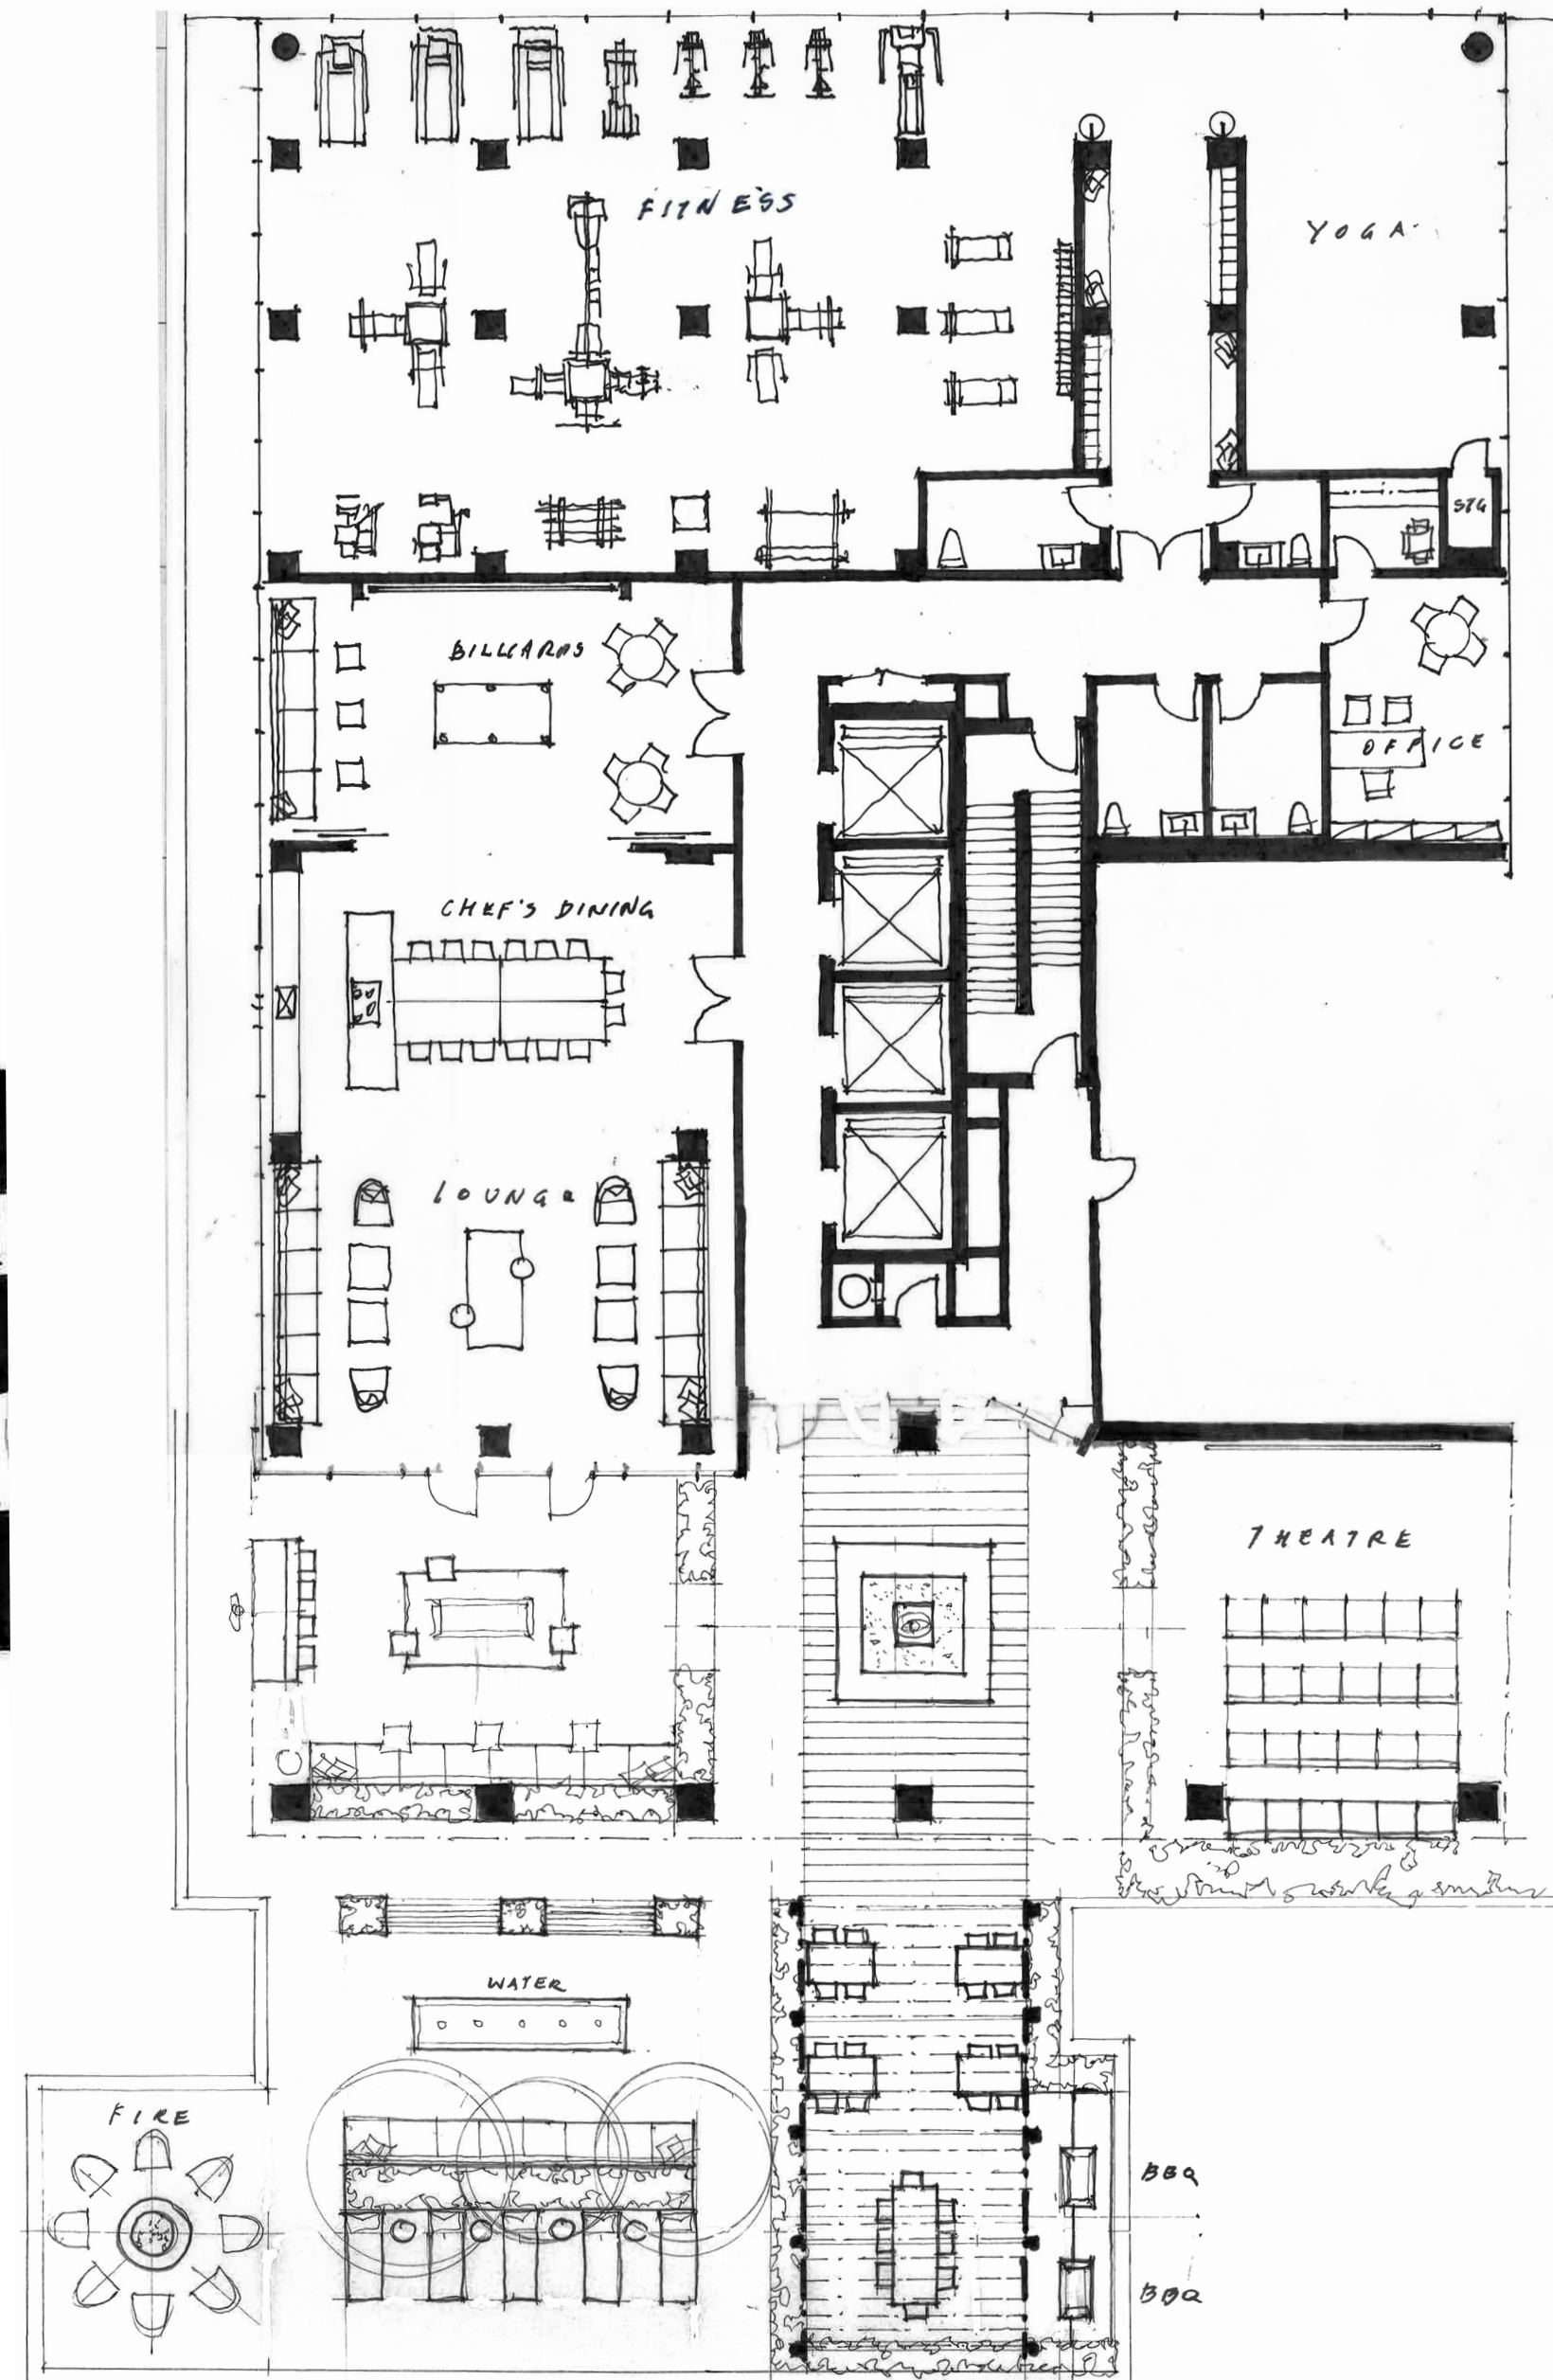 FITNESS
YOGA
STG
BILLIARDS
OFFICE
CHEF'S DINING
LOUNGE
THEATRE
WATER
FIRE
BBQ
BBQ